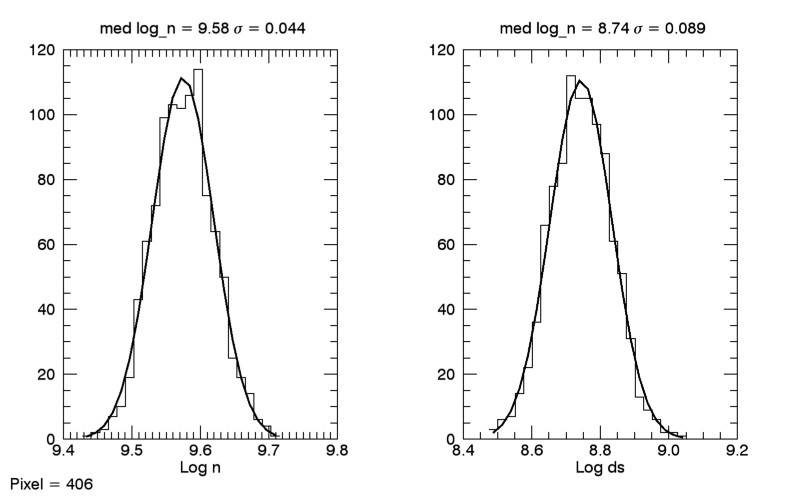 med log_n = 9.58 σ = 0.044
med log_n = 8.74 σ = 0.089
120
100
80
60
40
20
0
9.4 9.5 9.6 9.7 9.8
Log n
120
100
80
60
40
20
0
8.4 8.6 8.8 9.0 9.2
Log ds
Pixel = 406